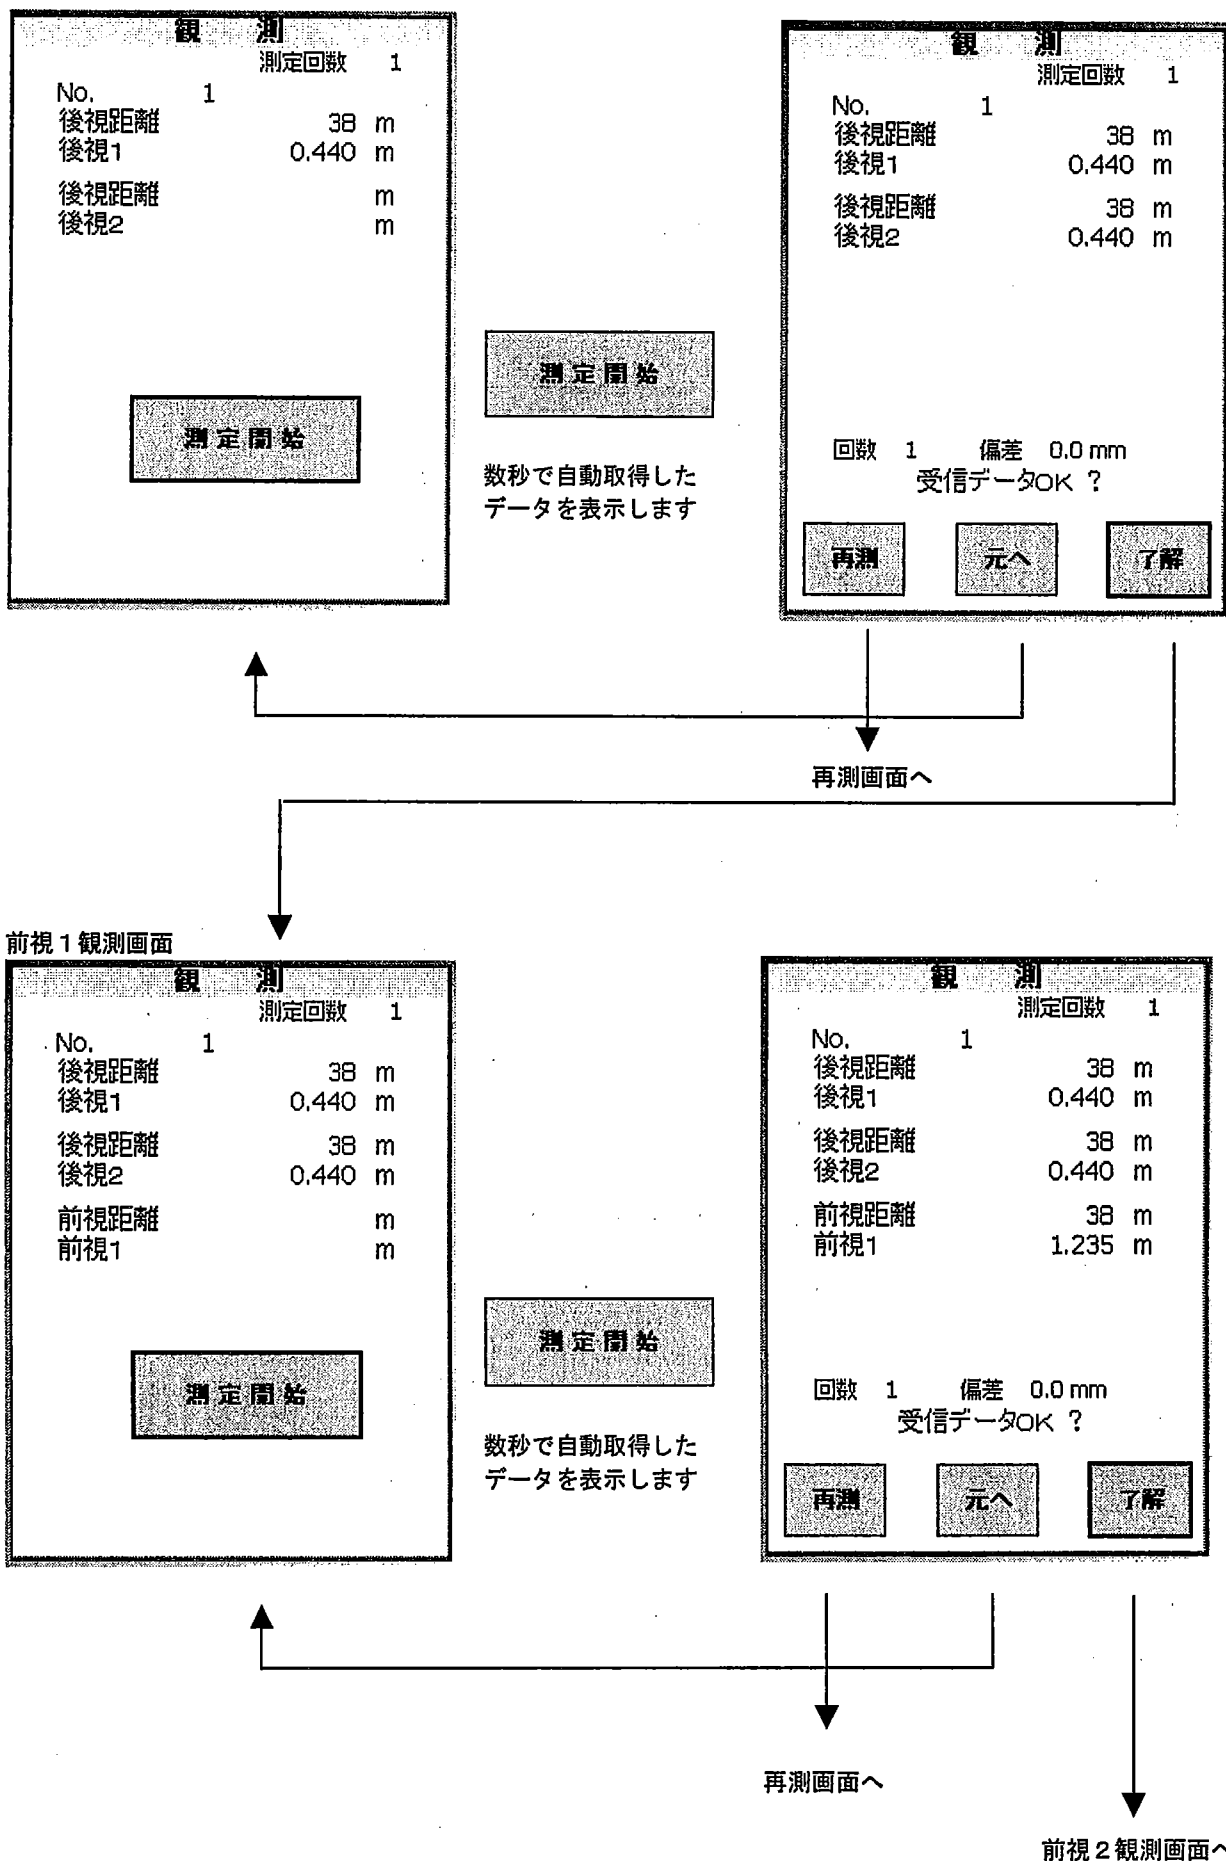 観 測
測定回数 1
No. 1
後視距離 38 m
後視1 0.440 m
後視距離 m
後視2 m
測定開始
測定開始
数秒で自動取得した
データを表示します
観 測
測定回数 1
No. 1
後視距離 38 m
後視1 0.440 m
後視距離 38 m
後視2 0.440 m
回数 1 偏差 0.0 mm
受信データOK ?
再測 元へ 了解
再測画面へ
前視1観測画面
観 測
測定回数 1
No. 1
後視距離 38 m
後視1 0.440 m
後視距離 38 m
後視2 0.440 m
前視距離 m
前視1 m
測定開始
測定開始
数秒で自動取得した
データを表示します
観 測
測定回数 1
No. 1
後視距離 38 m
後視1 0.440 m
後視距離 38 m
後視2 0.440 m
前視距離 38 m
前視1 1.235 m
回数 1 偏差 0.0 mm
受信データOK ?
再測 元へ 了解
再測画面へ
前視2観測画面へ